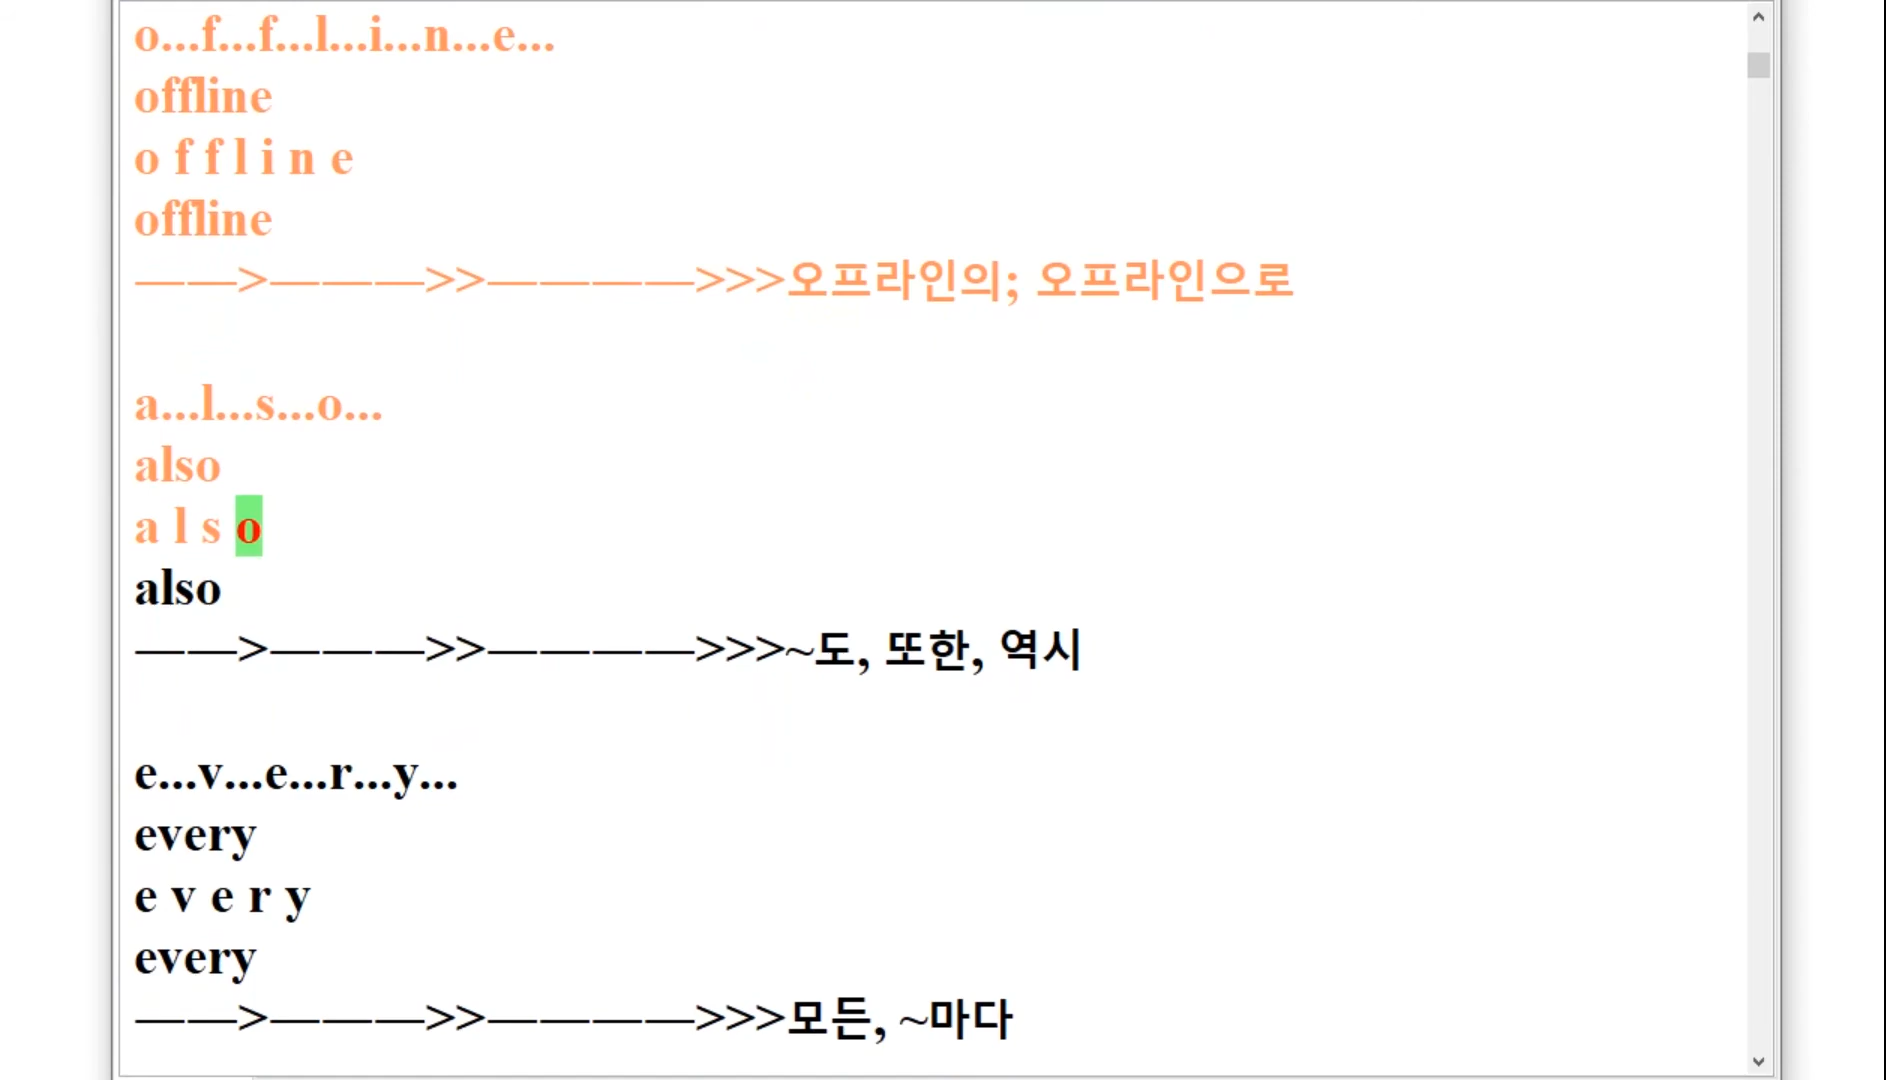 o...f...f...l...i...n...e...
offline
o f f l i n e
offline
——>———>>————>>>오프라인의; 오프라인으로
a...l...s...o...
also
a l s o
also
——>———>>————>>>~도, 또한, 역시
e...v...e...r...y...
every
e v e r y
every
——>———>>————>>>모든, ~마다